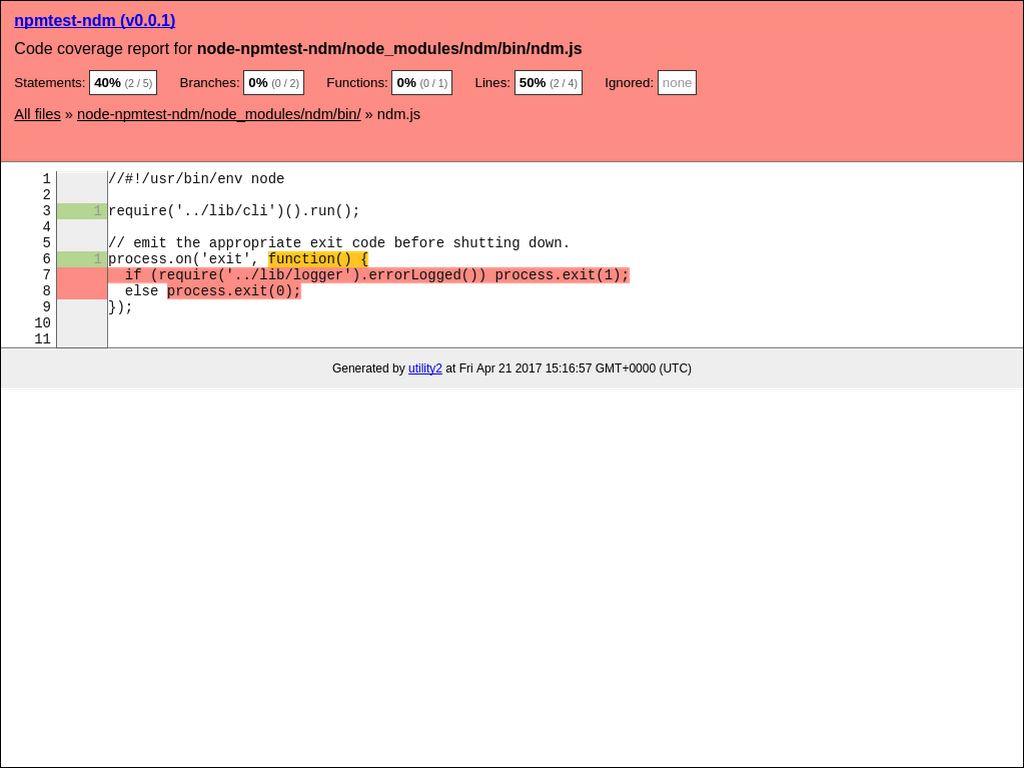 npmtest-ndm (v0.0.1)
Code coverage report for node-npmtest-ndm/node_modules/ndm/bin/ndm.js
Statements: 40% (2 / 5) Branches: 0% (0 / 2) Functions: 0% (0 / 1) Lines: 50% (2 / 4) Ignored: none
All files » node-npmtest-ndm/node_modules/ndm/bin/ » ndm.js
1 //#!/usr/bin/env node
2
3 1 require('../lib/cli')().run();
4
5 // emit the appropriate exit code before shutting down.
6 1 process.on('exit', function() {
7   if (require('../lib/logger').errorLogged()) process.exit(1);
8   else process.exit(0);
9 });
10
11
Generated by utility2 at Fri Apr 21 2017 15:16:57 GMT+0000 (UTC)